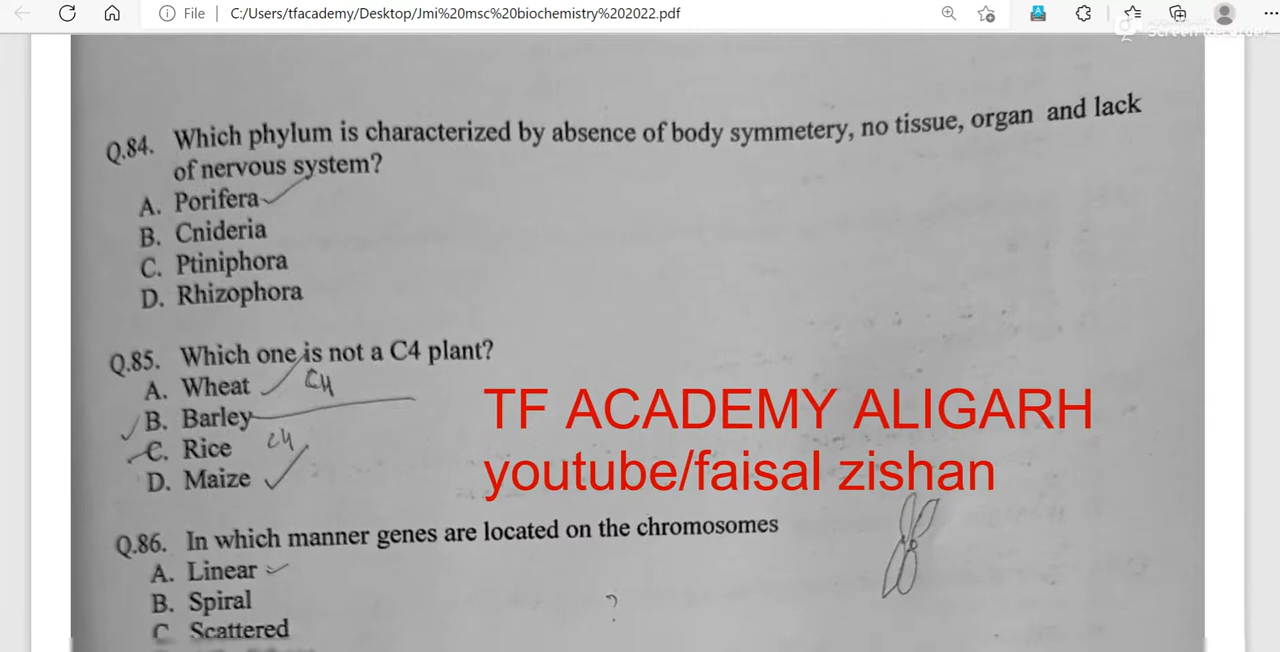 File
C:/Users/tfacademy/Desktop/Jmi%20msc%20biochemistry%202022.pdf
Screen Recorder
Q.84. Which phylum is characterized by absence of body symmetery, no tissue, organ and lack
of nervous system?
A. Porifera
B. Cnideria
C. Ptiniphora
D. Rhizophora
Q.85. Which one is not a C4 plant?
A. Wheat C4
B. Barley
C. Rice C4
D. Maize
TF ACADEMY ALIGARH
youtube/faisal zishan
Q.86. In which manner genes are located on the chromosomes
A. Linear
B. Spiral
C Scattered